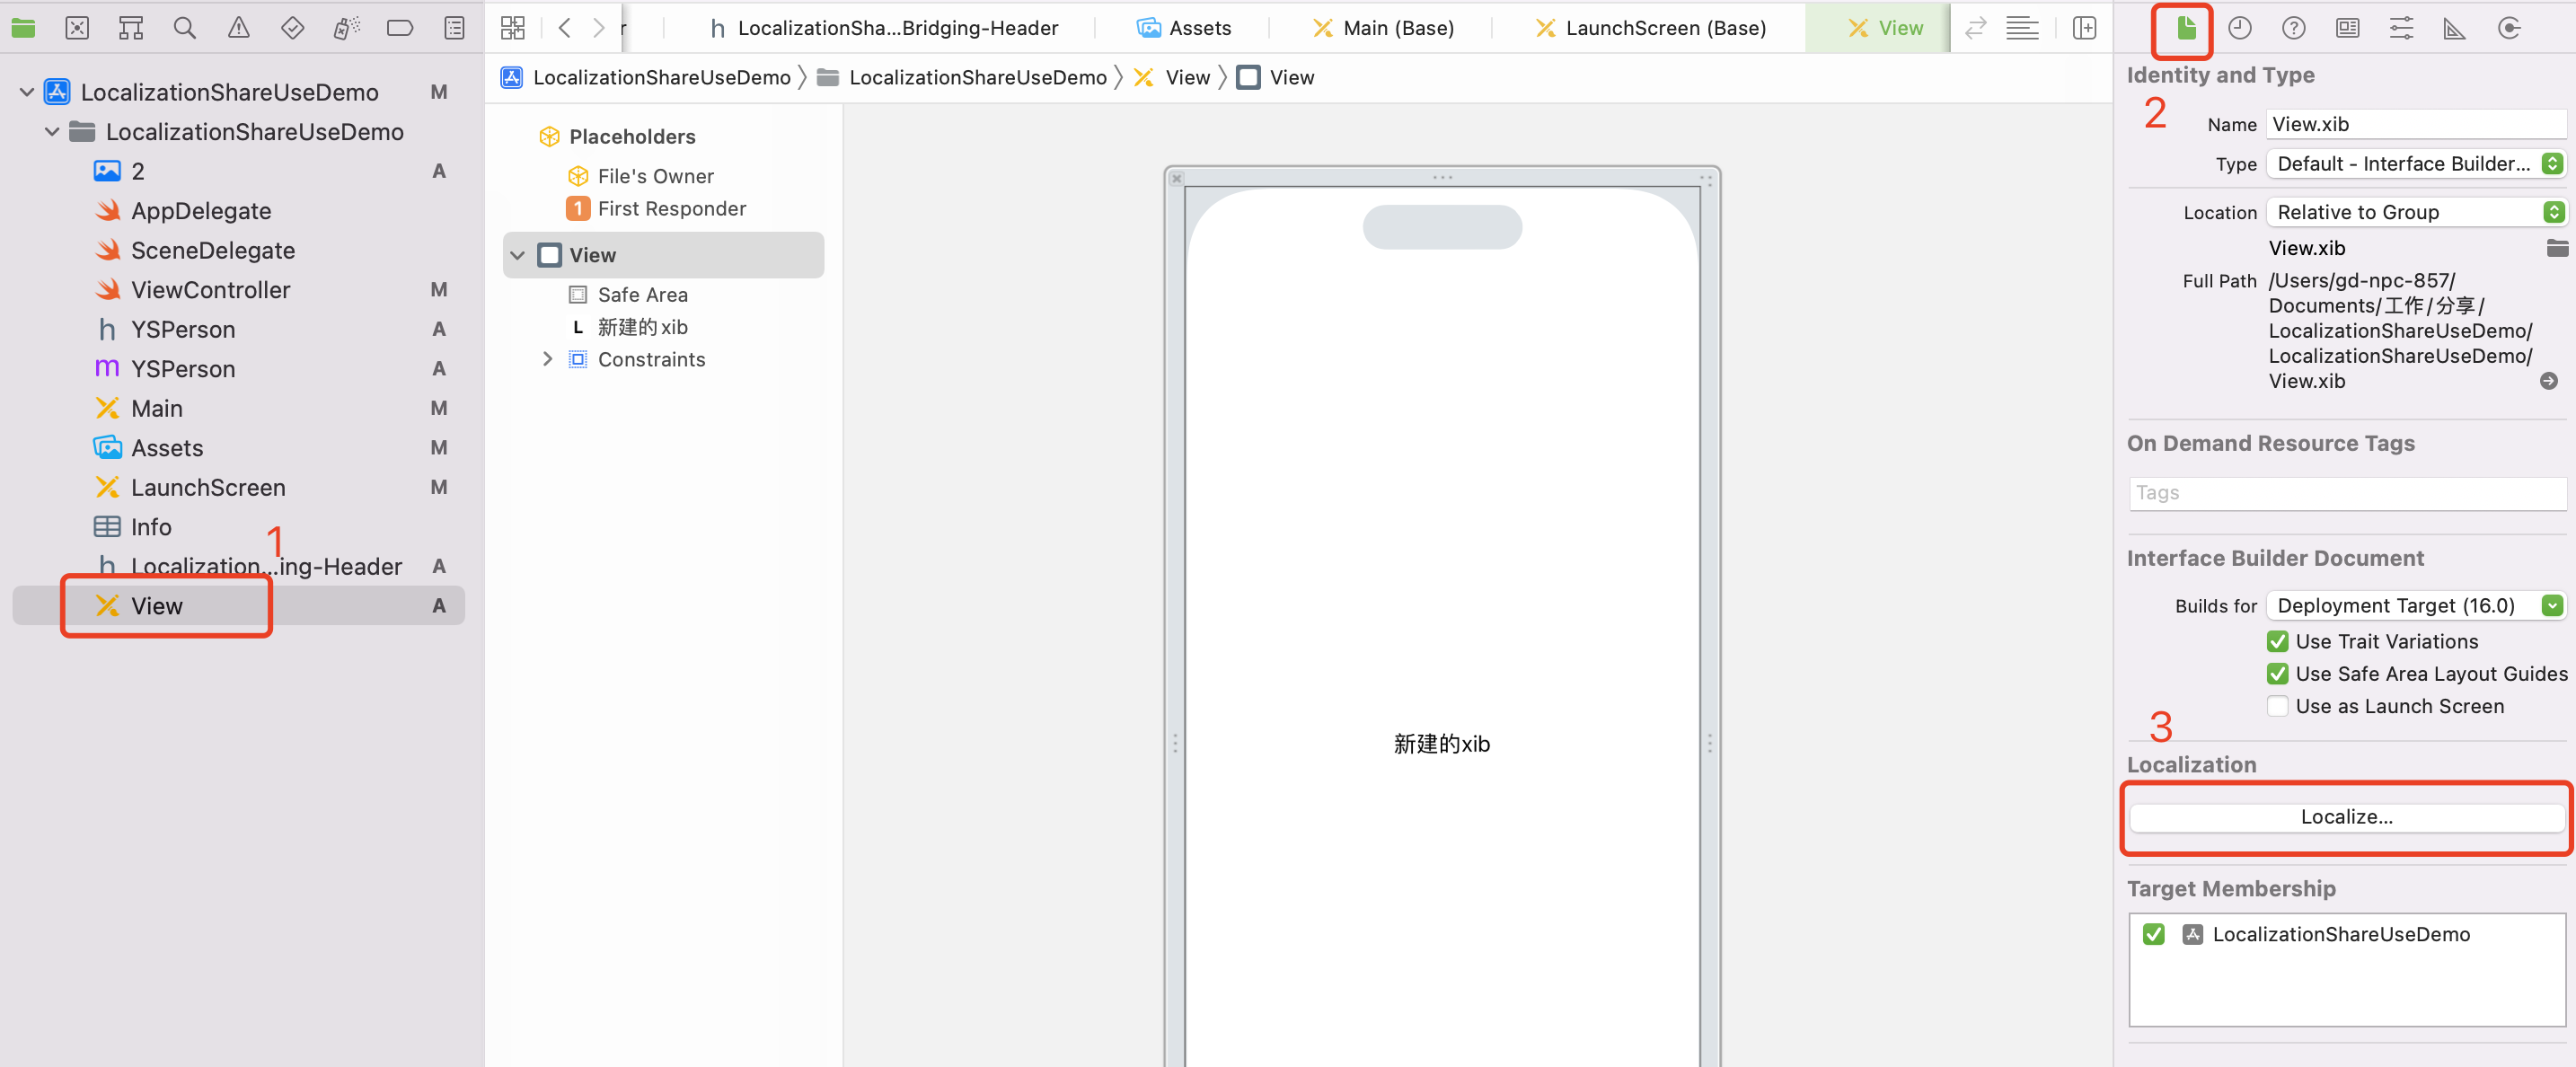 LocalizationSha...Bridging-Header
Assets
Main (Base)
LaunchScreen (Base)
View
LocalizationShareUseDemo
LocalizationShareUseDemo
View
View
LocalizationShareUseDemo M
LocalizationShareUseDemo
2 A
AppDelegate
SceneDelegate
ViewController M
YSPerson A
YSPerson A
Main M
Assets M
LaunchScreen M
Info
1
Localization...ing-Header A
View A
Placeholders
File's Owner
1 First Responder
View
Safe Area
L 新建的xib
Constraints
新建的xib
Identity and Type
2
Name View.xib
Type Default - Interface Builder...
Location Relative to Group
View.xib
Full Path /Users/gd-npc-857/
Documents/工作/分享/
LocalizationShareUseDemo/
LocalizationShareUseDemo/
View.xib
On Demand Resource Tags
Tags
Interface Builder Document
Builds for Deployment Target (16.0)
Use Trait Variations
Use Safe Area Layout Guides
Use as Launch Screen
3
Localization
Localize...
Target Membership
LocalizationShareUseDemo